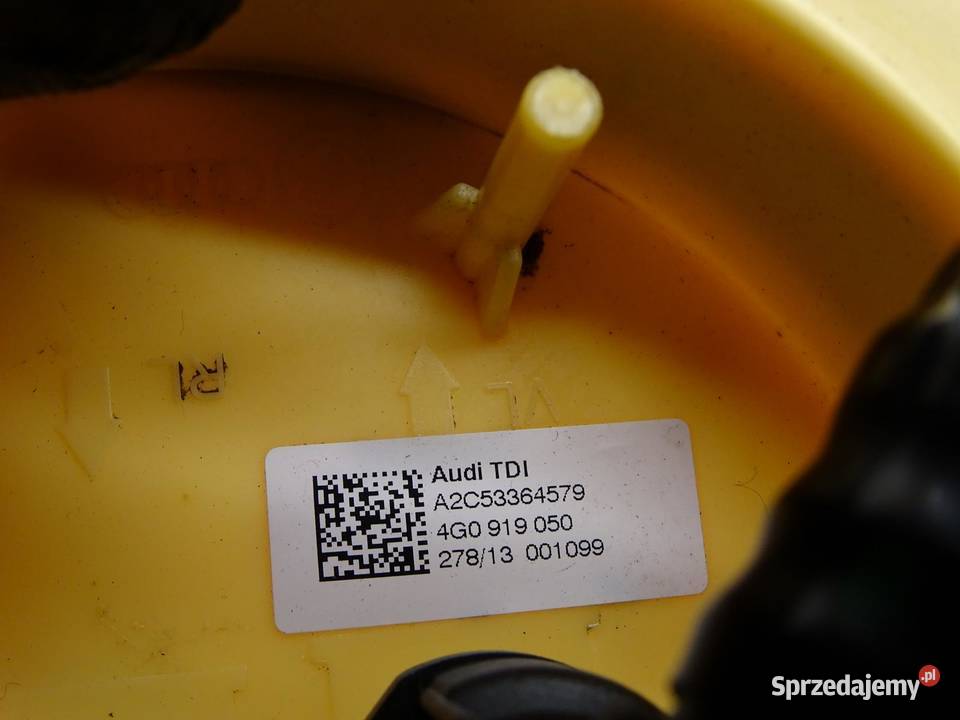 Audi TDI
A2C53364579
4G0 919 050
278/13 001099
Sprzedajemy.pl